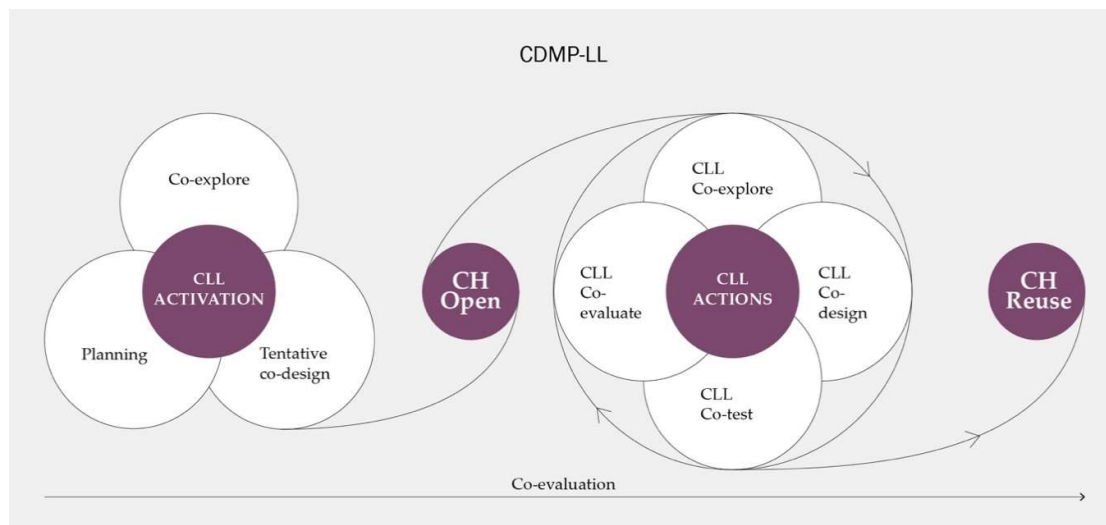 CDMP-LL
Co-explore
CLL
ACTIVATION
Planning
Tentative
co-design
CH
Open
CLL
Co-explore
CLL
Co-
evaluate
CLL
ACTIONS
CLL
Co-
design
CLL
Co-test
CH
Reuse
Co-evaluation